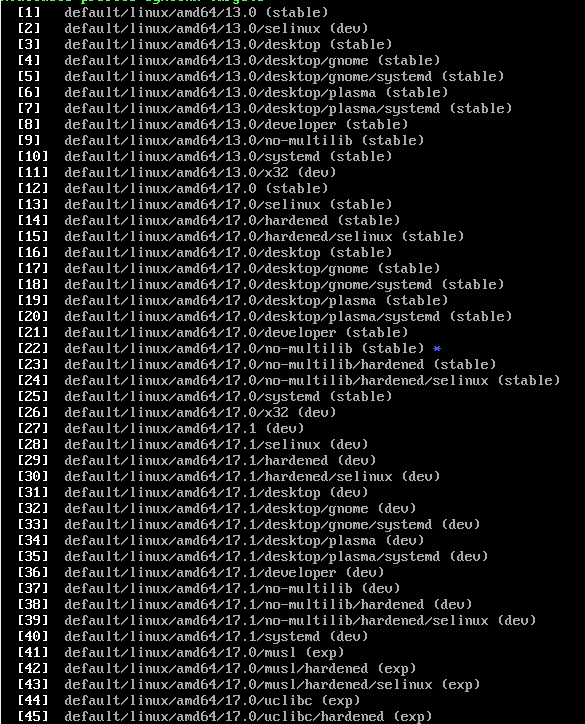 [1] default/linux/amd64/13.0 (stable)
[2] default/linux/amd64/13.0/selinux (dev)
[3] default/linux/amd64/13.0/desktop (stable)
[4] default/linux/amd64/13.0/desktop/gnome (stable)
[5] default/linux/amd64/13.0/desktop/gnome/systemd (stable)
[6] default/linux/amd64/13.0/desktop/plasma (stable)
[7] default/linux/amd64/13.0/desktop/plasma/systemd (stable)
[8] default/linux/amd64/13.0/developer (stable)
[9] default/linux/amd64/13.0/no-multilib (stable)
[10] default/linux/amd64/13.0/systemd (stable)
[11] default/linux/amd64/13.0/x32 (dev)
[12] default/linux/amd64/17.0 (stable)
[13] default/linux/amd64/17.0/selinux (stable)
[14] default/linux/amd64/17.0/hardened (stable)
[15] default/linux/amd64/17.0/hardened/selinux (stable)
[16] default/linux/amd64/17.0/desktop (stable)
[17] default/linux/amd64/17.0/desktop/gnome (stable)
[18] default/linux/amd64/17.0/desktop/gnome/systemd (stable)
[19] default/linux/amd64/17.0/desktop/plasma (stable)
[20] default/linux/amd64/17.0/desktop/plasma/systemd (stable)
[21] default/linux/amd64/17.0/developer (stable)
[22] default/linux/amd64/17.0/no-multilib (stable) *
[23] default/linux/amd64/17.0/no-multilib/hardened (stable)
[24] default/linux/amd64/17.0/no-multilib/hardened/selinux (stable)
[25] default/linux/amd64/17.0/systemd (stable)
[26] default/linux/amd64/17.0/x32 (dev)
[27] default/linux/amd64/17.1 (dev)
[28] default/linux/amd64/17.1/selinux (dev)
[29] default/linux/amd64/17.1/hardened (dev)
[30] default/linux/amd64/17.1/hardened/selinux (dev)
[31] default/linux/amd64/17.1/desktop (dev)
[32] default/linux/amd64/17.1/desktop/gnome (dev)
[33] default/linux/amd64/17.1/desktop/gnome/systemd (dev)
[34] default/linux/amd64/17.1/desktop/plasma (dev)
[35] default/linux/amd64/17.1/desktop/plasma/systemd (dev)
[36] default/linux/amd64/17.1/developer (dev)
[37] default/linux/amd64/17.1/no-multilib (dev)
[38] default/linux/amd64/17.1/no-multilib/hardened (dev)
[39] default/linux/amd64/17.1/no-multilib/hardened/selinux (dev)
[40] default/linux/amd64/17.1/systemd (dev)
[41] default/linux/amd64/17.0/musl (exp)
[42] default/linux/amd64/17.0/musl/hardened (exp)
[43] default/linux/amd64/17.0/musl/hardened/selinux (exp)
[44] default/linux/amd64/17.0/uclibc (exp)
[45] default/linux/amd64/17.0/uclibc/hardened (exp)